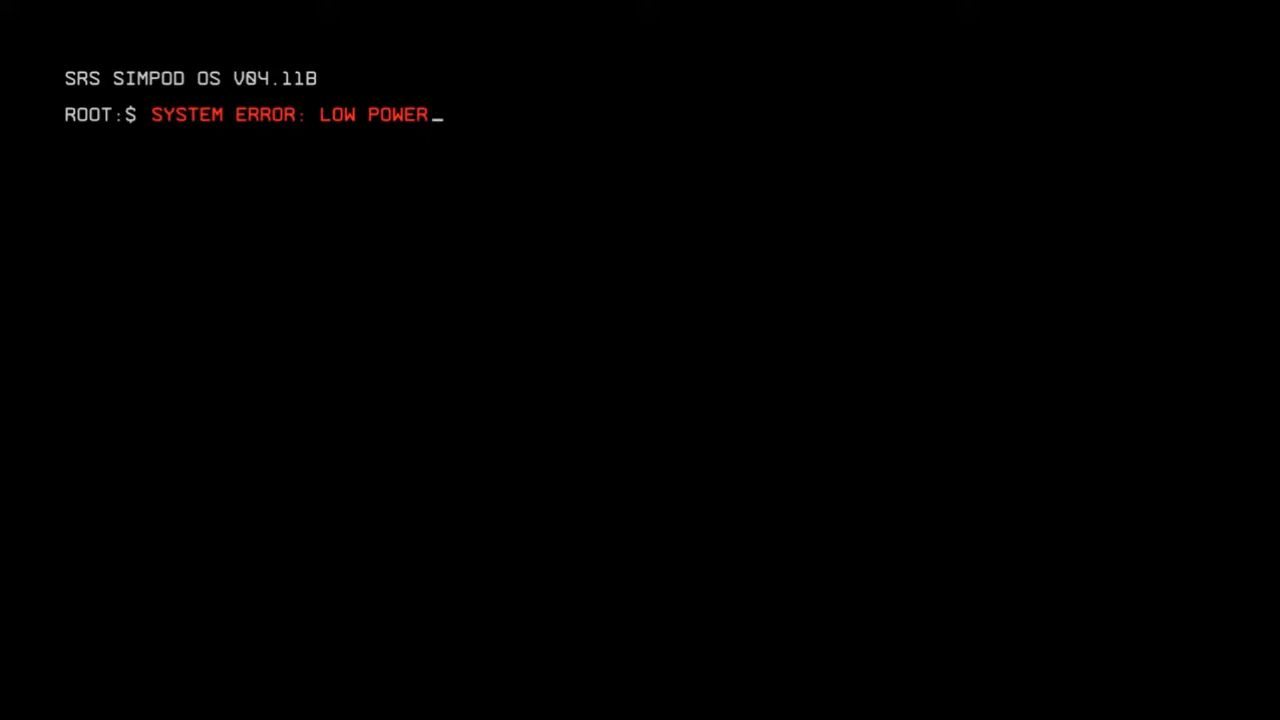 SRS SIMPOD OS V04.11B
ROOT:$ SYSTEM ERROR: LOW POWER_